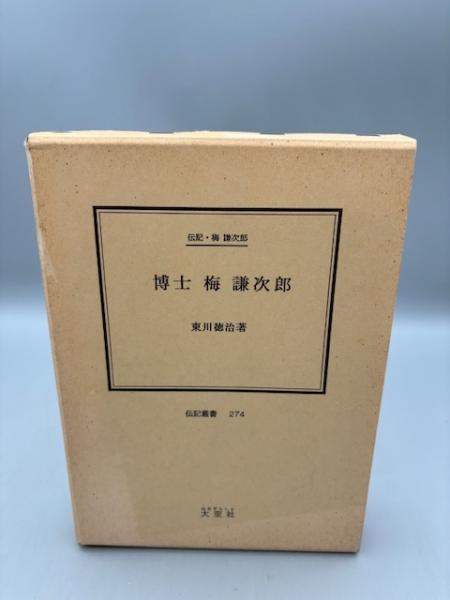 伝記・梅 謙次郎
博士 梅 謙次郎
東川徳治著
伝記叢書 274
大空社